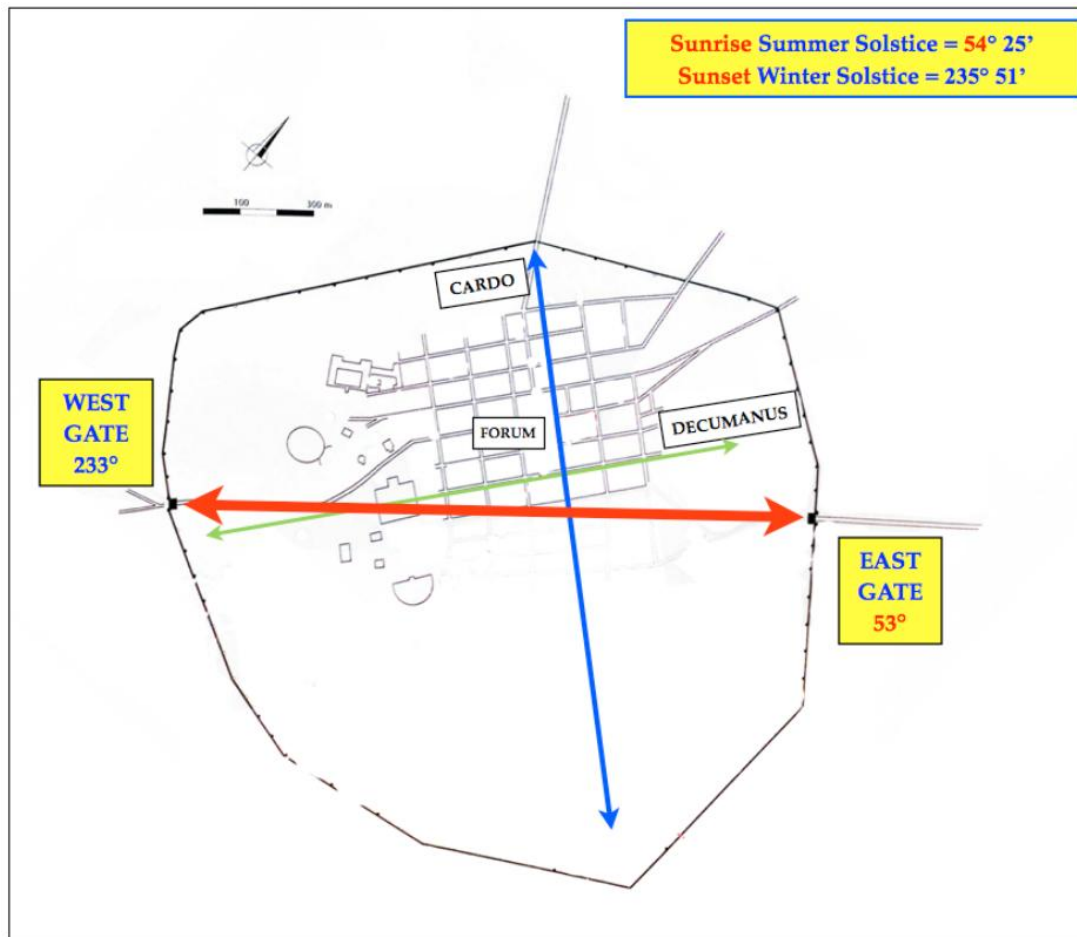 Sunrise Summer Solstice = 54° 25’
Sunset Winter Solstice = 235° 51’
100
300 m
CARDO
WEST
GATE
233°
FORUM
DECUMANUS
EAST
GATE
53°